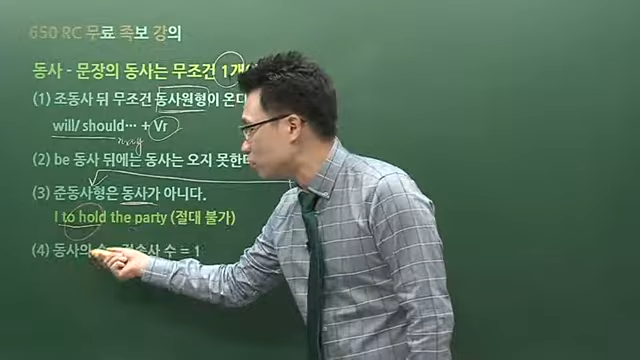 650 RC 무료 족보 강의
동사 - 문장의 동사는 무조건 1개
(1) 조동사 뒤 무조건 동사원형이 온다
will/ should… + Vr
may
(2) be 동사 뒤에는 동사는 오지 못한다
(3) 준동사형은 동사가 아니다.
I to hold the party (절대 불가)
(4) 동사의 수 = 1